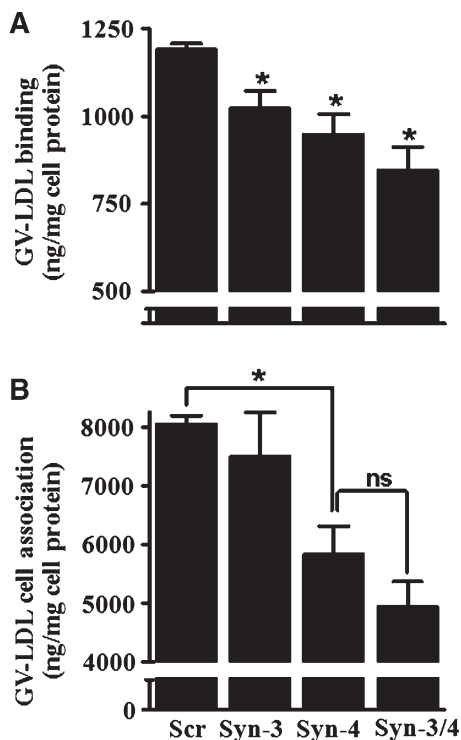 A
GV-LDL binding
(ng/mg cell protein)
1250
1000
750
500
*
*
*
B
GV-LDL cell association
(ng/mg cell protein)
8000
7000
6000
5000
4000
0
*
ns
Scr Syn-3 Syn-4 Syn-3/4